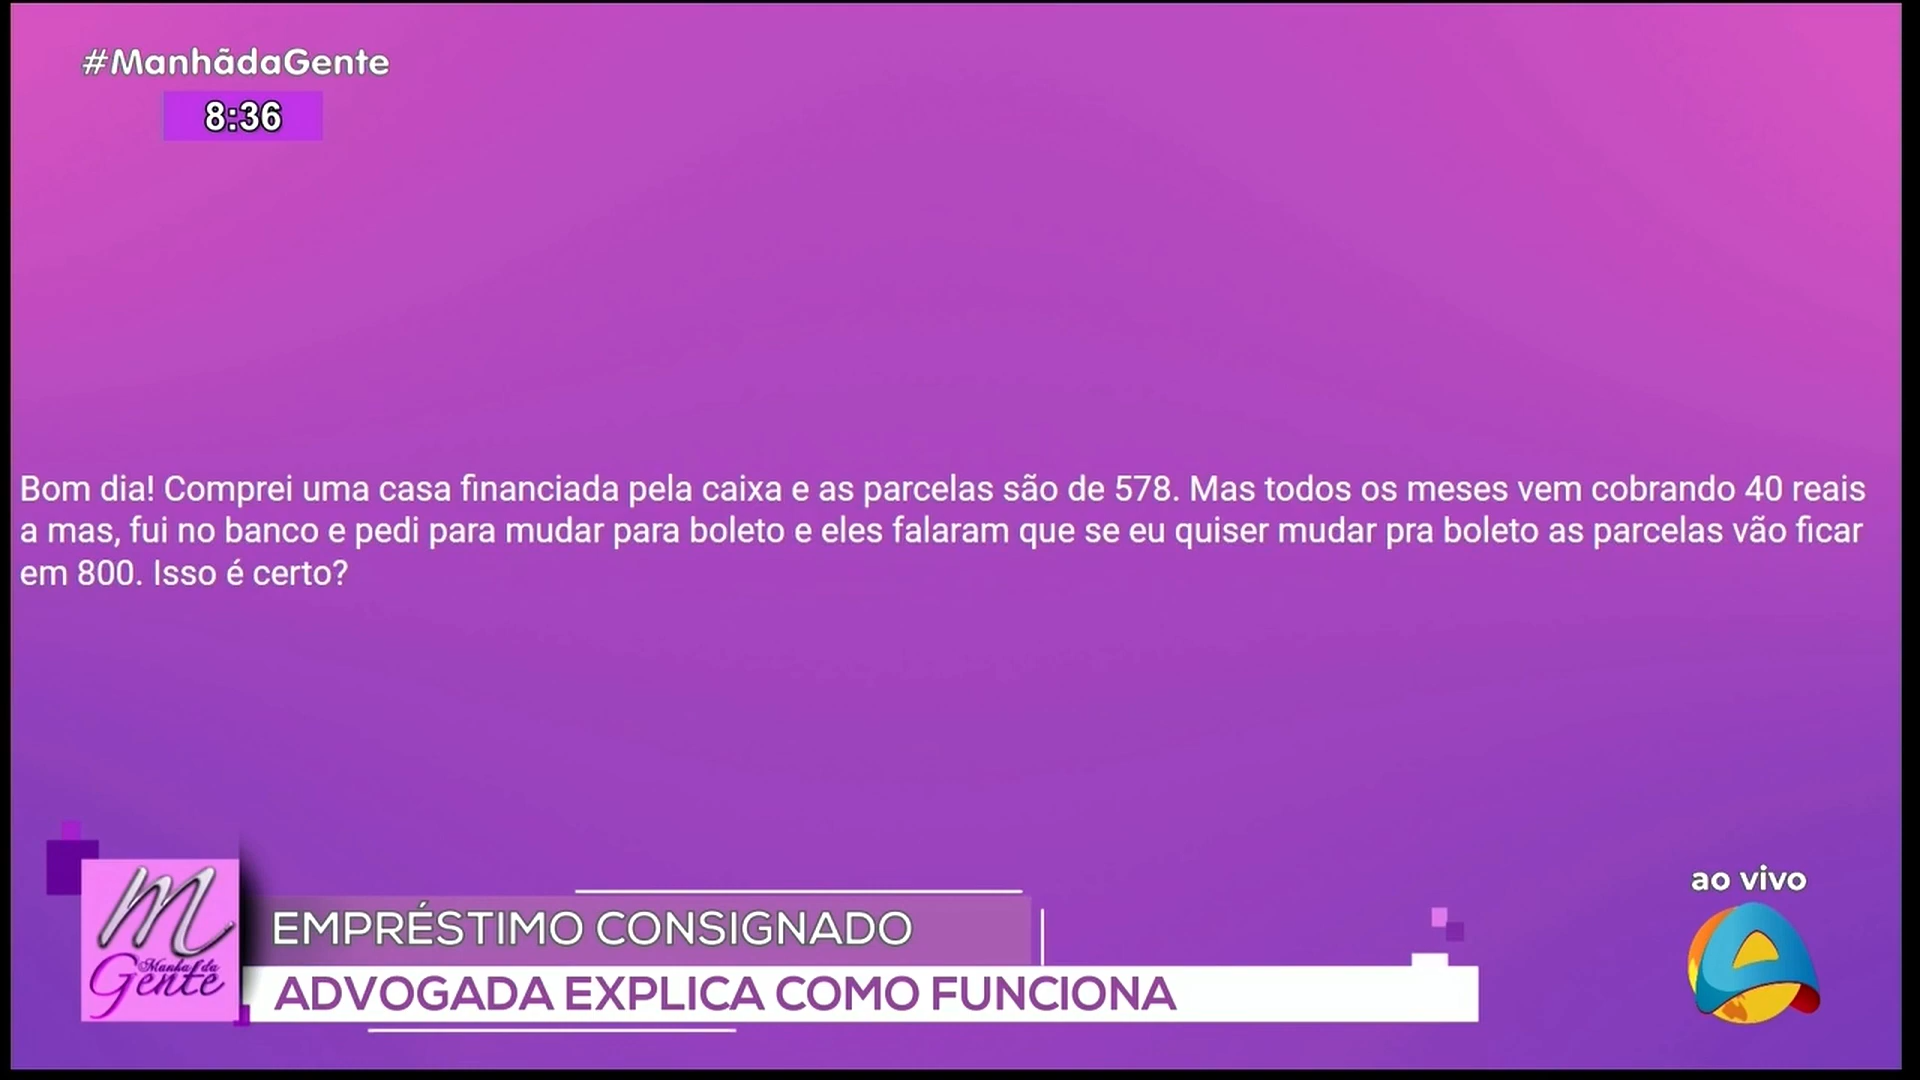 #ManhãdaGente
8:36
Bom dia! Comprei uma casa financiada pela caixa e as parcelas são de 578. Mas todos os meses vem cobrando 40 reais
a mas, fui no banco e pedi para mudar para boleto e eles falaram que se eu quiser mudar pra boleto as parcelas vão ficar
em 800. Isso é certo?
ao vivo
m
Manhã da
Gente
EMPRÉSTIMO CONSIGNADO
ADVOGADA EXPLICA COMO FUNCIONA